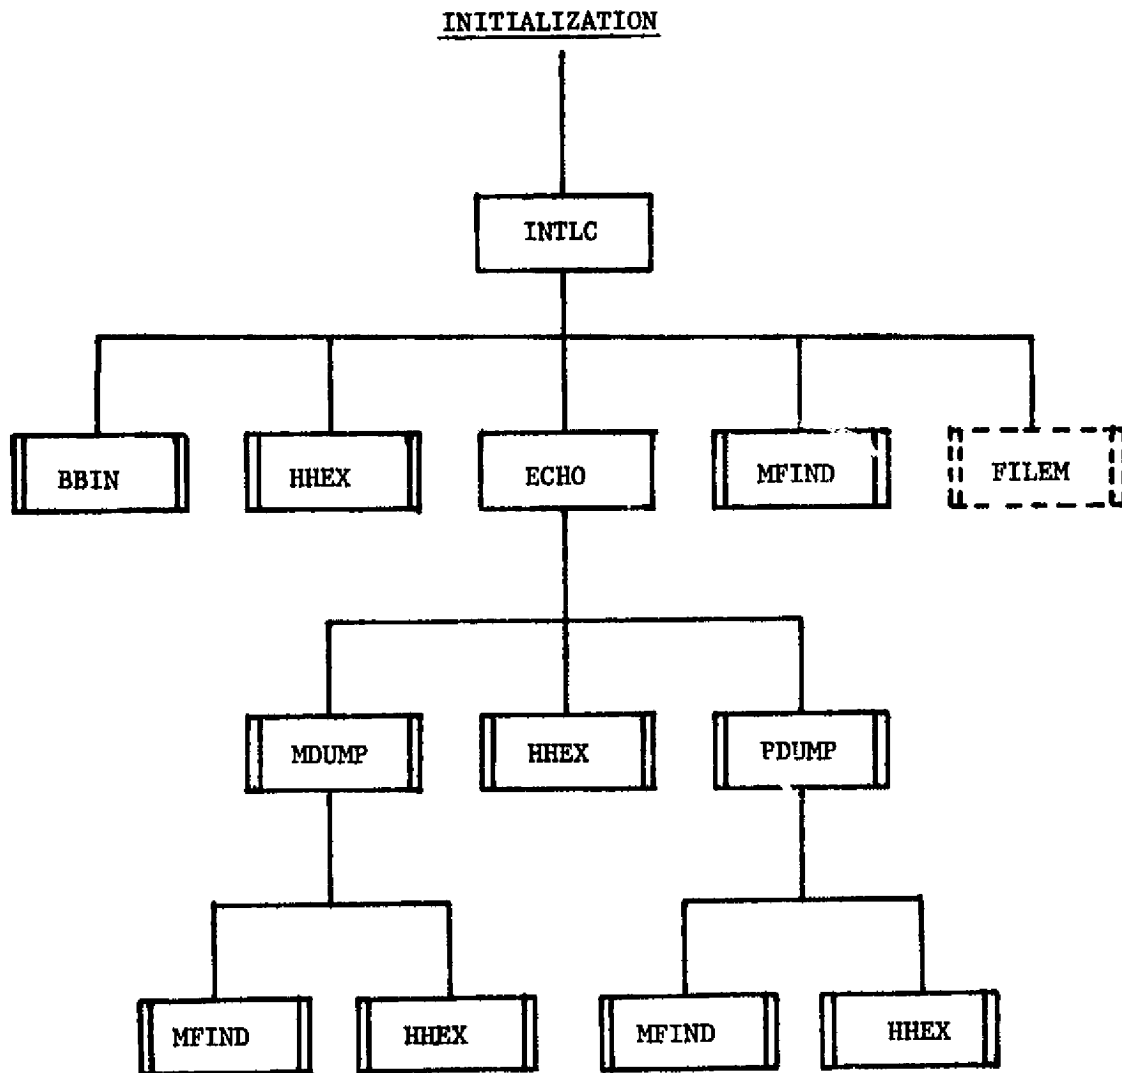 INITIALIZATION
INTLC
BBIN
HHEX
ECHO
MFIND
FILEM
MDUMP
HHEX
PDUMP
MFIND
HHEX
MFIND
HHEX